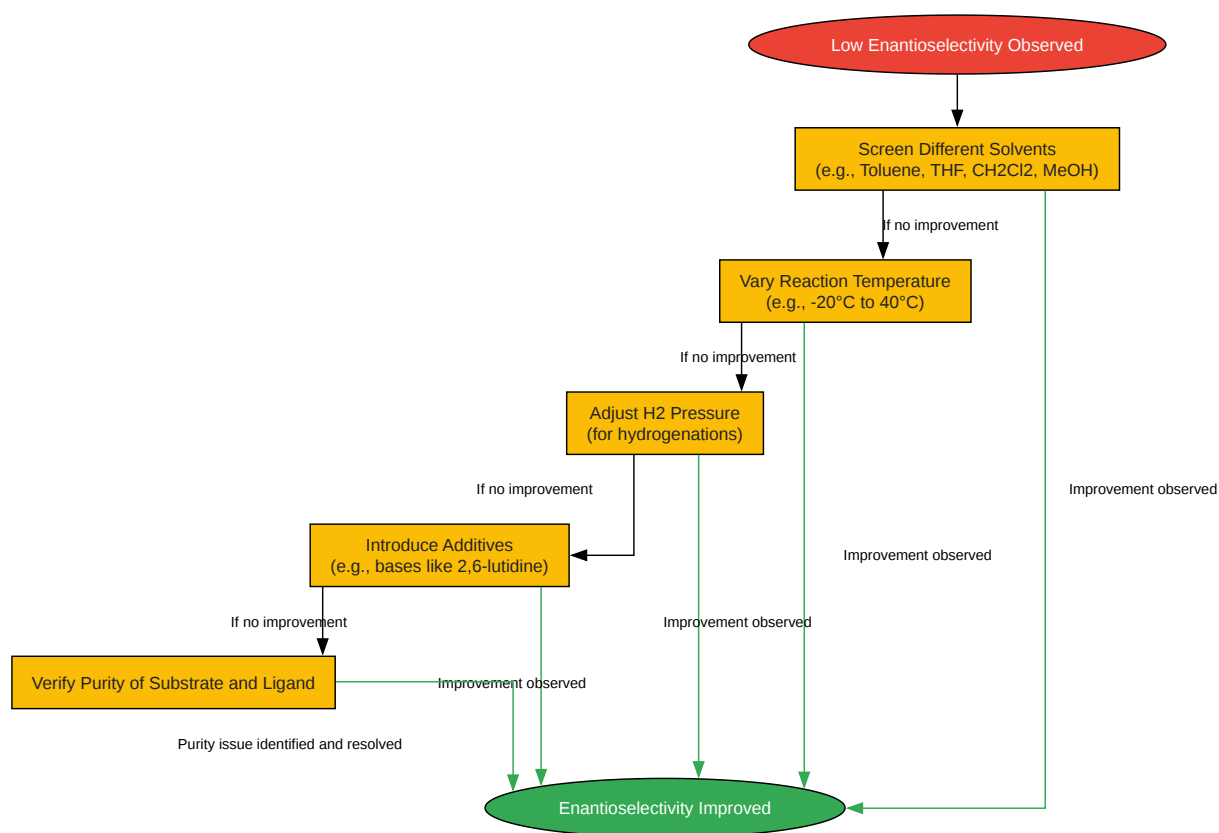 Low Enantioselectivity Observed
Screen Different Solvents
(e.g., Toluene, THF, CH2Cl2, MeOH)
If no improvement
Vary Reaction Temperature
(e.g., -20°C to 40°C)
If no improvement
Adjust H2 Pressure
(for hydrogenations)
If no improvement
Improvement observed
Introduce Additives
(e.g., bases like 2,6-lutidine)
Improvement observed
If no improvement
Improvement observed
Verify Purity of Substrate and Ligand
Improvement observed
Purity issue identified and resolved
Enantioselectivity Improved